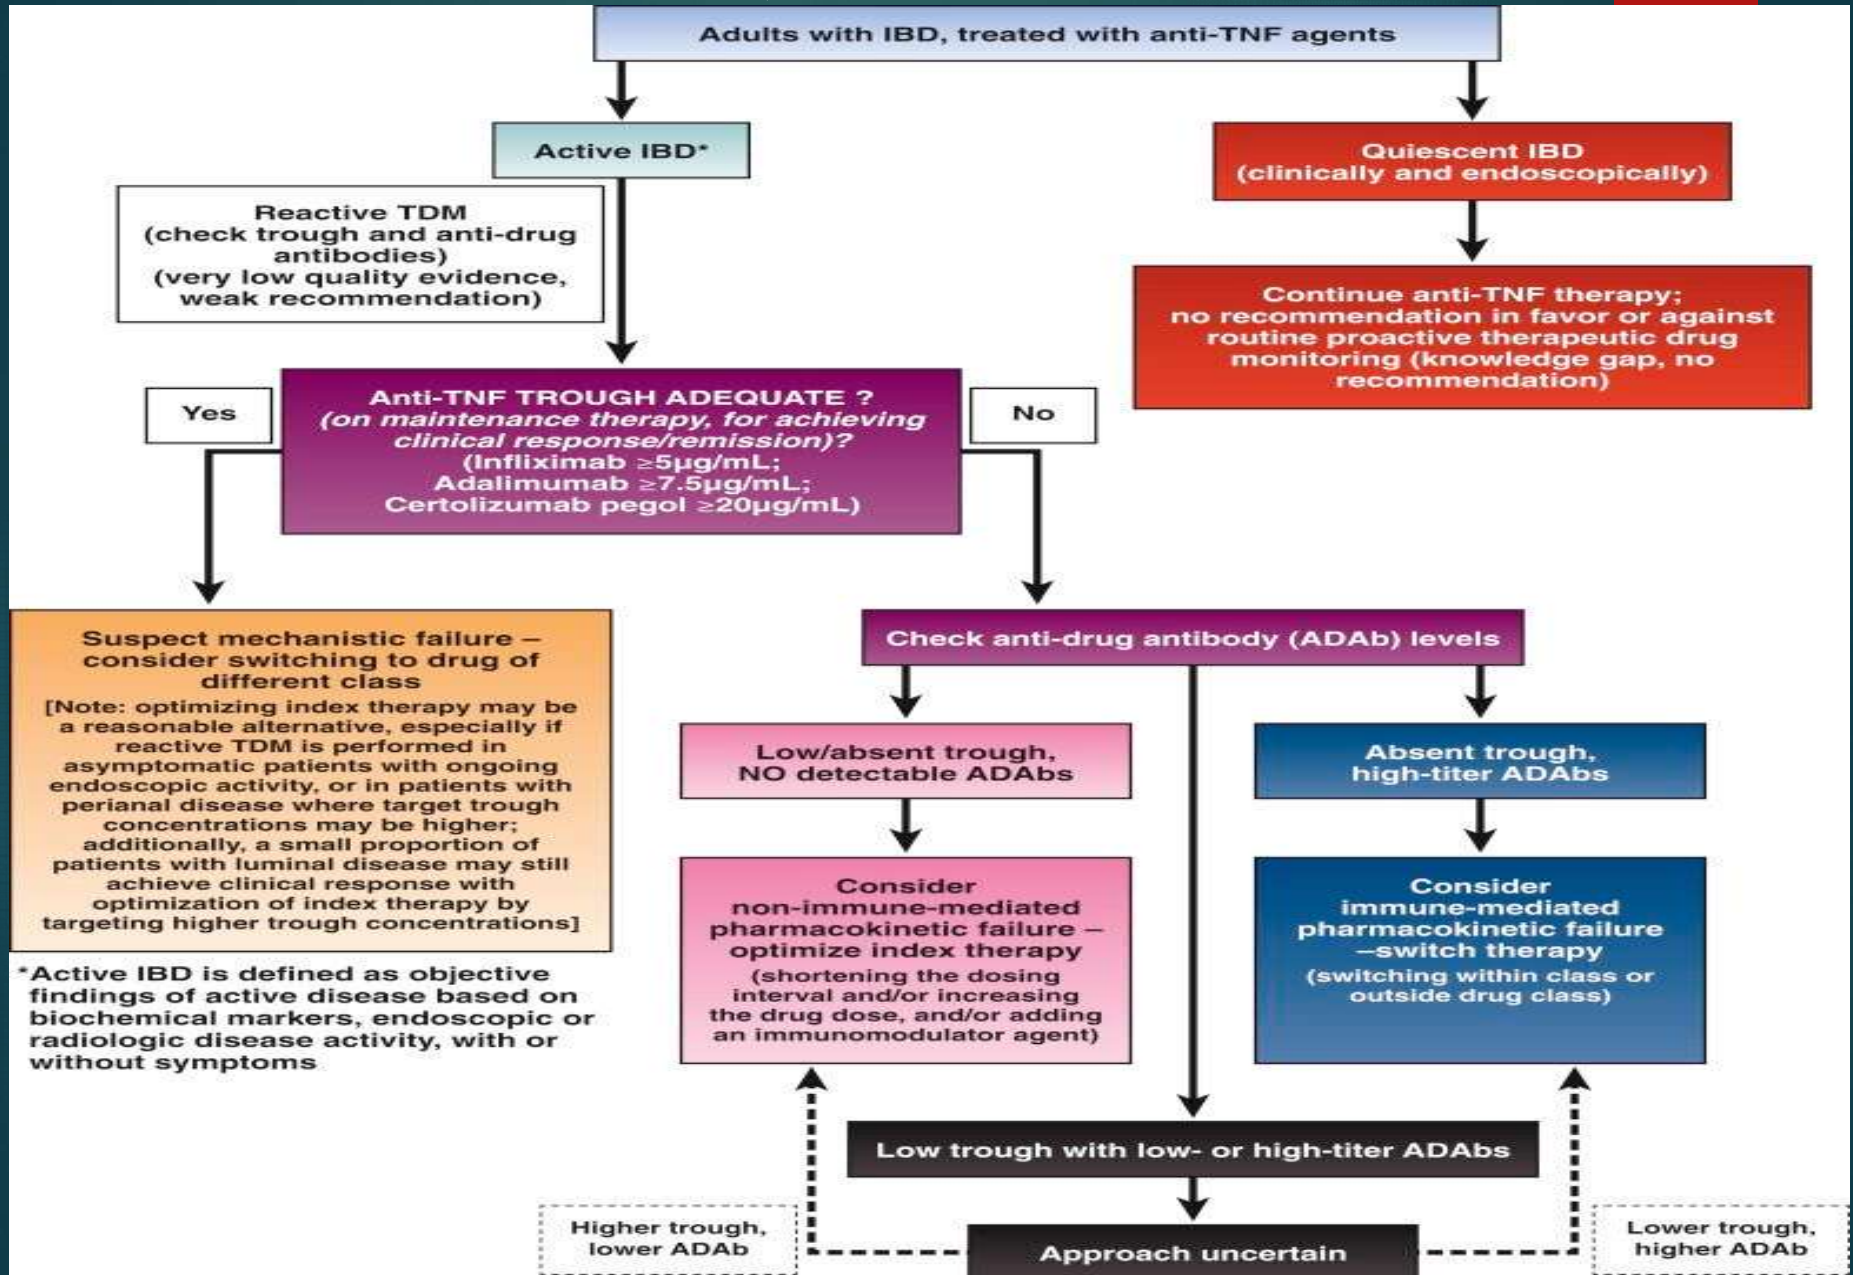 Adults with IBD, treated with anti-TNF agents
Active IBD*
Quiescent IBD
(clinically and endoscopically)
Reactive TDM
(check trough and anti-drug
antibodies)
(very low quality evidence,
weak recommendation)
Continue anti-TNF therapy;
no recommendation in favor or against
routine proactive therapeutic drug
monitoring (knowledge gap, no
recommendation)
Yes
Anti-TNF TROUGH ADEQUATE ?
(on maintenance therapy, for achieving
clinical response/remission)?
(Infliximab ≥5µg/mL;
Adalimumab ≥7.5µg/mL;
Certolizumab pegol ≥20µg/mL)
No
Suspect mechanistic failure –
consider switching to drug of
different class
[Note: optimizing index therapy may be
a reasonable alternative, especially if
reactive TDM is performed in
asymptomatic patients with ongoing
endoscopic activity, or in patients with
perianal disease where target trough
concentrations may be higher;
additionally, a small proportion of
patients with luminal disease may still
achieve clinical response with
optimization of index therapy by
targeting higher trough concentrations]
*Active IBD is defined as objective
findings of active disease based on
biochemical markers, endoscopic or
radiologic disease activity, with or
without symptoms
Check anti-drug antibody (ADAb) levels
Low/absent trough,
NO detectable ADAbs
Absent trough,
high-titer ADAbs
Consider
non-immune-mediated
pharmacokinetic failure –
optimize index therapy
(shortening the dosing
interval and/or increasing
the drug dose, and/or adding
an immunomodulator agent)
Consider
immune-mediated
pharmacokinetic failure
–switch therapy
(switching within class or
outside drug class)
Low trough with low- or high-titer ADAbs
Higher trough,
lower ADAb
Approach uncertain
Lower trough,
higher ADAb